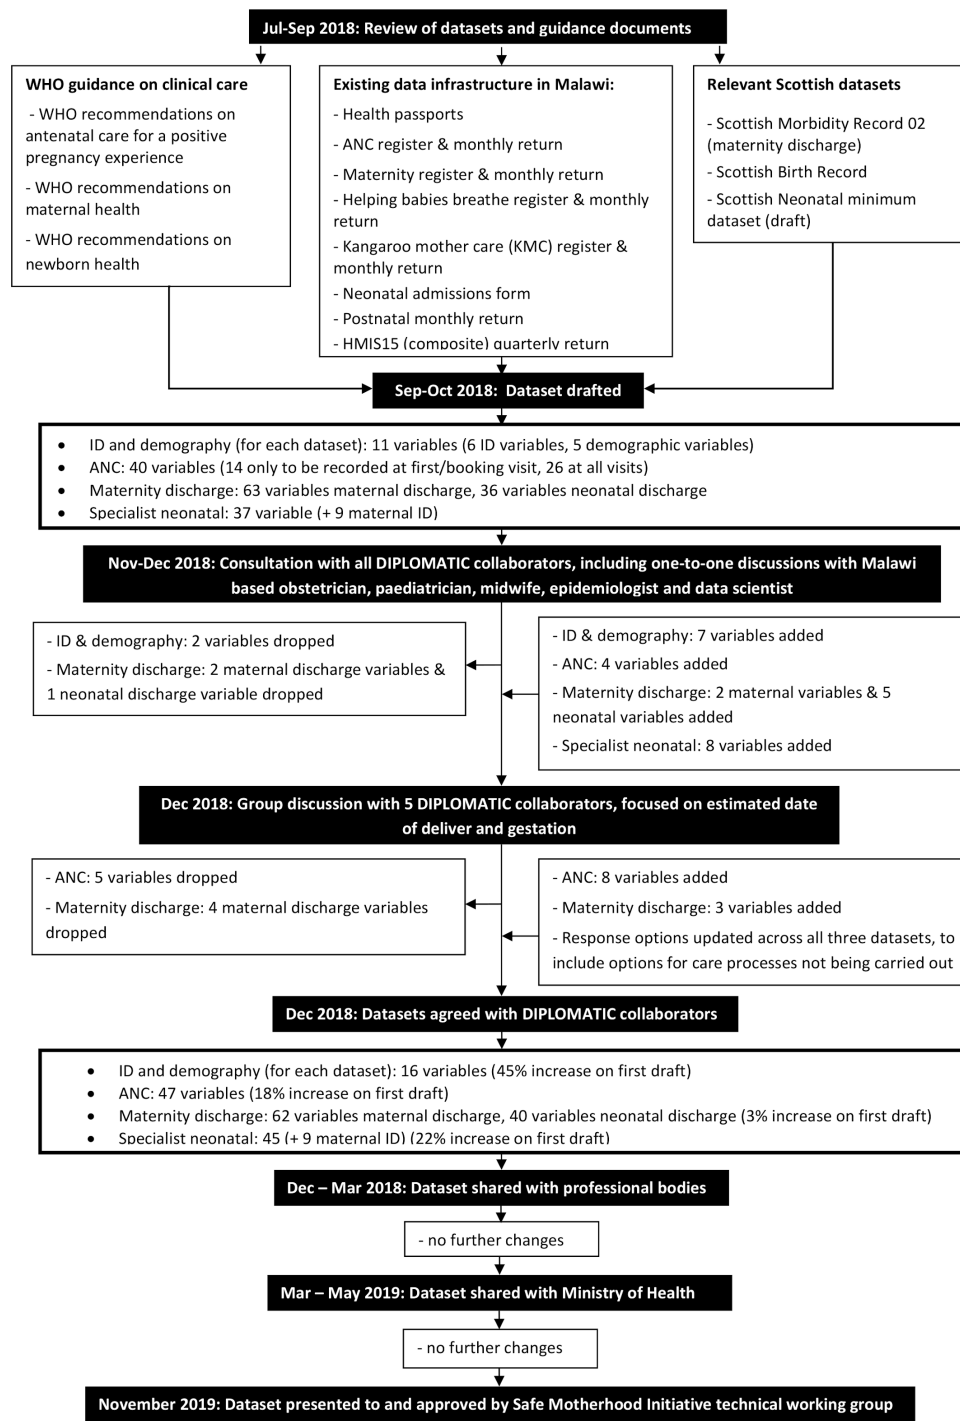 Jul-Sep 2018: Review of datasets and guidance documents
WHO guidance on clinical care
- WHO recommendations on
antenatal care for a positive
pregnancy experience
- WHO recommendations on
maternal health
- WHO recommendations on
newborn health
Existing data infrastructure in Malawi:
- Health passports
- ANC register & monthly return
- Maternity register & monthly return
- Helping babies breathe register & monthly
return
- Kangaroo mother care (KMC) register &
monthly return
- Neonatal admissions form
- Postnatal monthly return
- HMIS15 (composite) quarterly return
Relevant Scottish datasets
- Scottish Morbidity Record 02
(maternity discharge)
- Scottish Birth Record
- Scottish Neonatal minimum
dataset (draft)
Sep-Oct 2018: Dataset drafted
• ID and demography (for each dataset): 11 variables (6 ID variables, 5 demographic variables)
• ANC: 40 variables (14 only to be recorded at first/booking visit, 26 at all visits)
• Maternity discharge: 63 variables maternal discharge, 36 variables neonatal discharge
• Specialist neonatal: 37 variable (+ 9 maternal ID)
Nov-Dec 2018: Consultation with all DIPLOMATIC collaborators, including one-to-one discussions with Malawi
based obstetrician, paediatrician, midwife, epidemiologist and data scientist
- ID & demography: 2 variables dropped
- Maternity discharge: 2 maternal discharge variables &
1 neonatal discharge variable dropped
- ID & demography: 7 variables added
- ANC: 4 variables added
- Maternity discharge: 2 maternal variables & 5
neonatal variables added
- Specialist neonatal: 8 variables added
Dec 2018: Group discussion with 5 DIPLOMATIC collaborators, focused on estimated date
of deliver and gestation
- ANC: 5 variables dropped
- Maternity discharge: 4 maternal discharge variables
dropped
- ANC: 8 variables added
- Maternity discharge: 3 variables added
- Response options updated across all three datasets, to
include options for care processes not being carried out
Dec 2018: Datasets agreed with DIPLOMATIC collaborators
• ID and demography (for each dataset): 16 variables (45% increase on first draft)
• ANC: 47 variables (18% increase on first draft)
• Maternity discharge: 62 variables maternal discharge, 40 variables neonatal discharge (3% increase on first draft)
• Specialist neonatal: 45 (+ 9 maternal ID) (22% increase on first draft)
Dec – Mar 2018: Dataset shared with professional bodies
- no further changes
Mar – May 2019: Dataset shared with Ministry of Health
- no further changes
November 2019: Dataset presented to and approved by Safe Motherhood Initiative technical working group